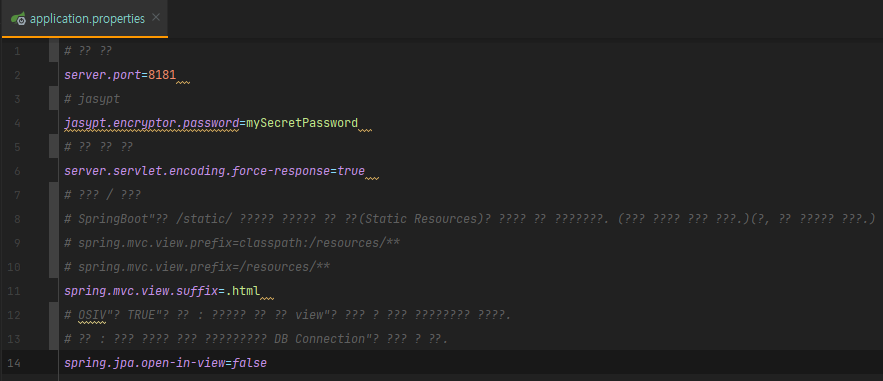 application.properties
1 # ?? ??
2 server.port=8181
3 # jasypt
4 jasypt.encryptor.password=mySecretPassword
5 # ?? ?? ??
6 server.servlet.encoding.force-response=true
7 # ??? / ???
8 # SpringBoot"?? /static/ ????? ????? ?? ??(Static Resources)? ???? ?? ???????. (??? ???? ??? ???.)(?, ?? ????? ???.)
9 # spring.mvc.view.prefix=classpath:/resources/**
10 # spring.mvc.view.prefix=/resources/**
11 spring.mvc.view.suffix=.html
12 # OSIV"? TRUE"? ?? : ????? ?? ?? view"? ??? ? ??? ???????? ????.
13 # ?? : ??? ???? ??? ????????? DB Connection"? ??? ? ??.
14 spring.jpa.open-in-view=false